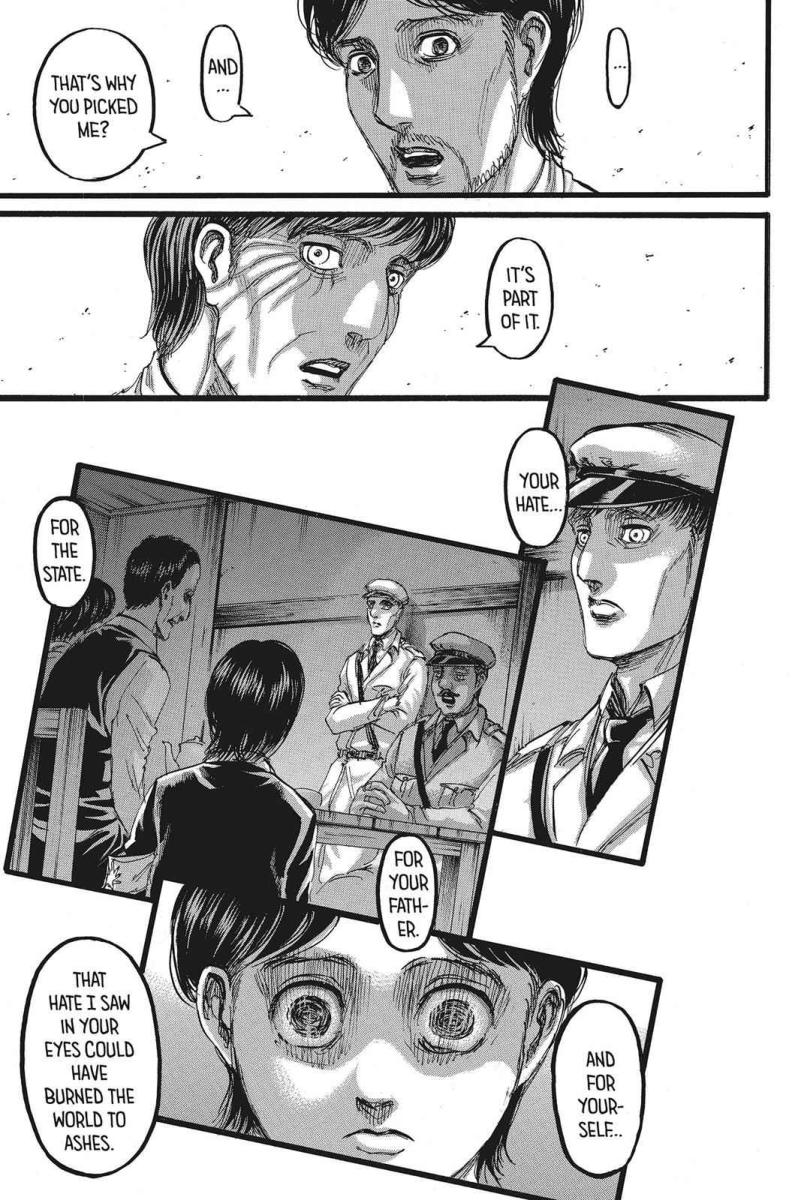 ...
AND
...
THAT'S WHY
YOU PICKED
ME?
IT'S
PART
OF IT.
YOUR
HATE...
FOR
THE
STATE.
FOR
YOUR
FATH-
ER.
AND
FOR
YOUR-
SELF...
THAT
HATE I SAW
IN YOUR
EYES COULD
HAVE
BURNED THE
WORLD TO
ASHES.